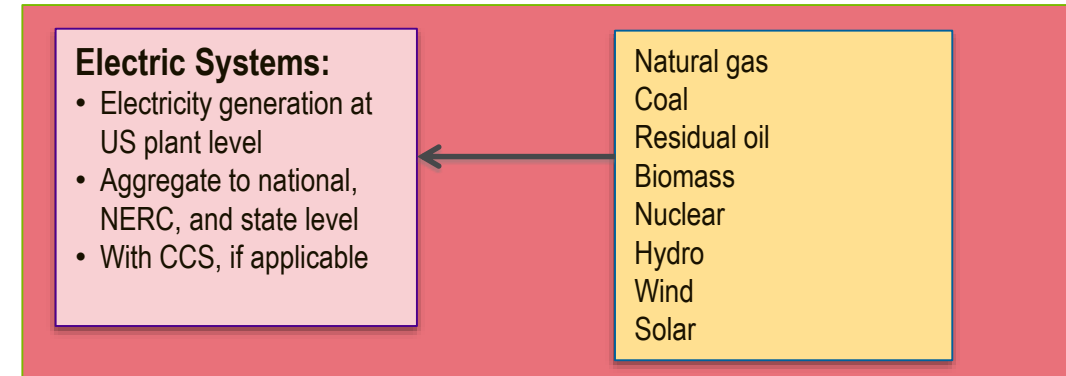 Electric Systems:
• Electricity generation at
US plant level
• Aggregate to national,
NERC, and state level
• With CCS, if applicable
Natural gas
Coal
Residual oil
Biomass
Nuclear
Hydro
Wind
Solar